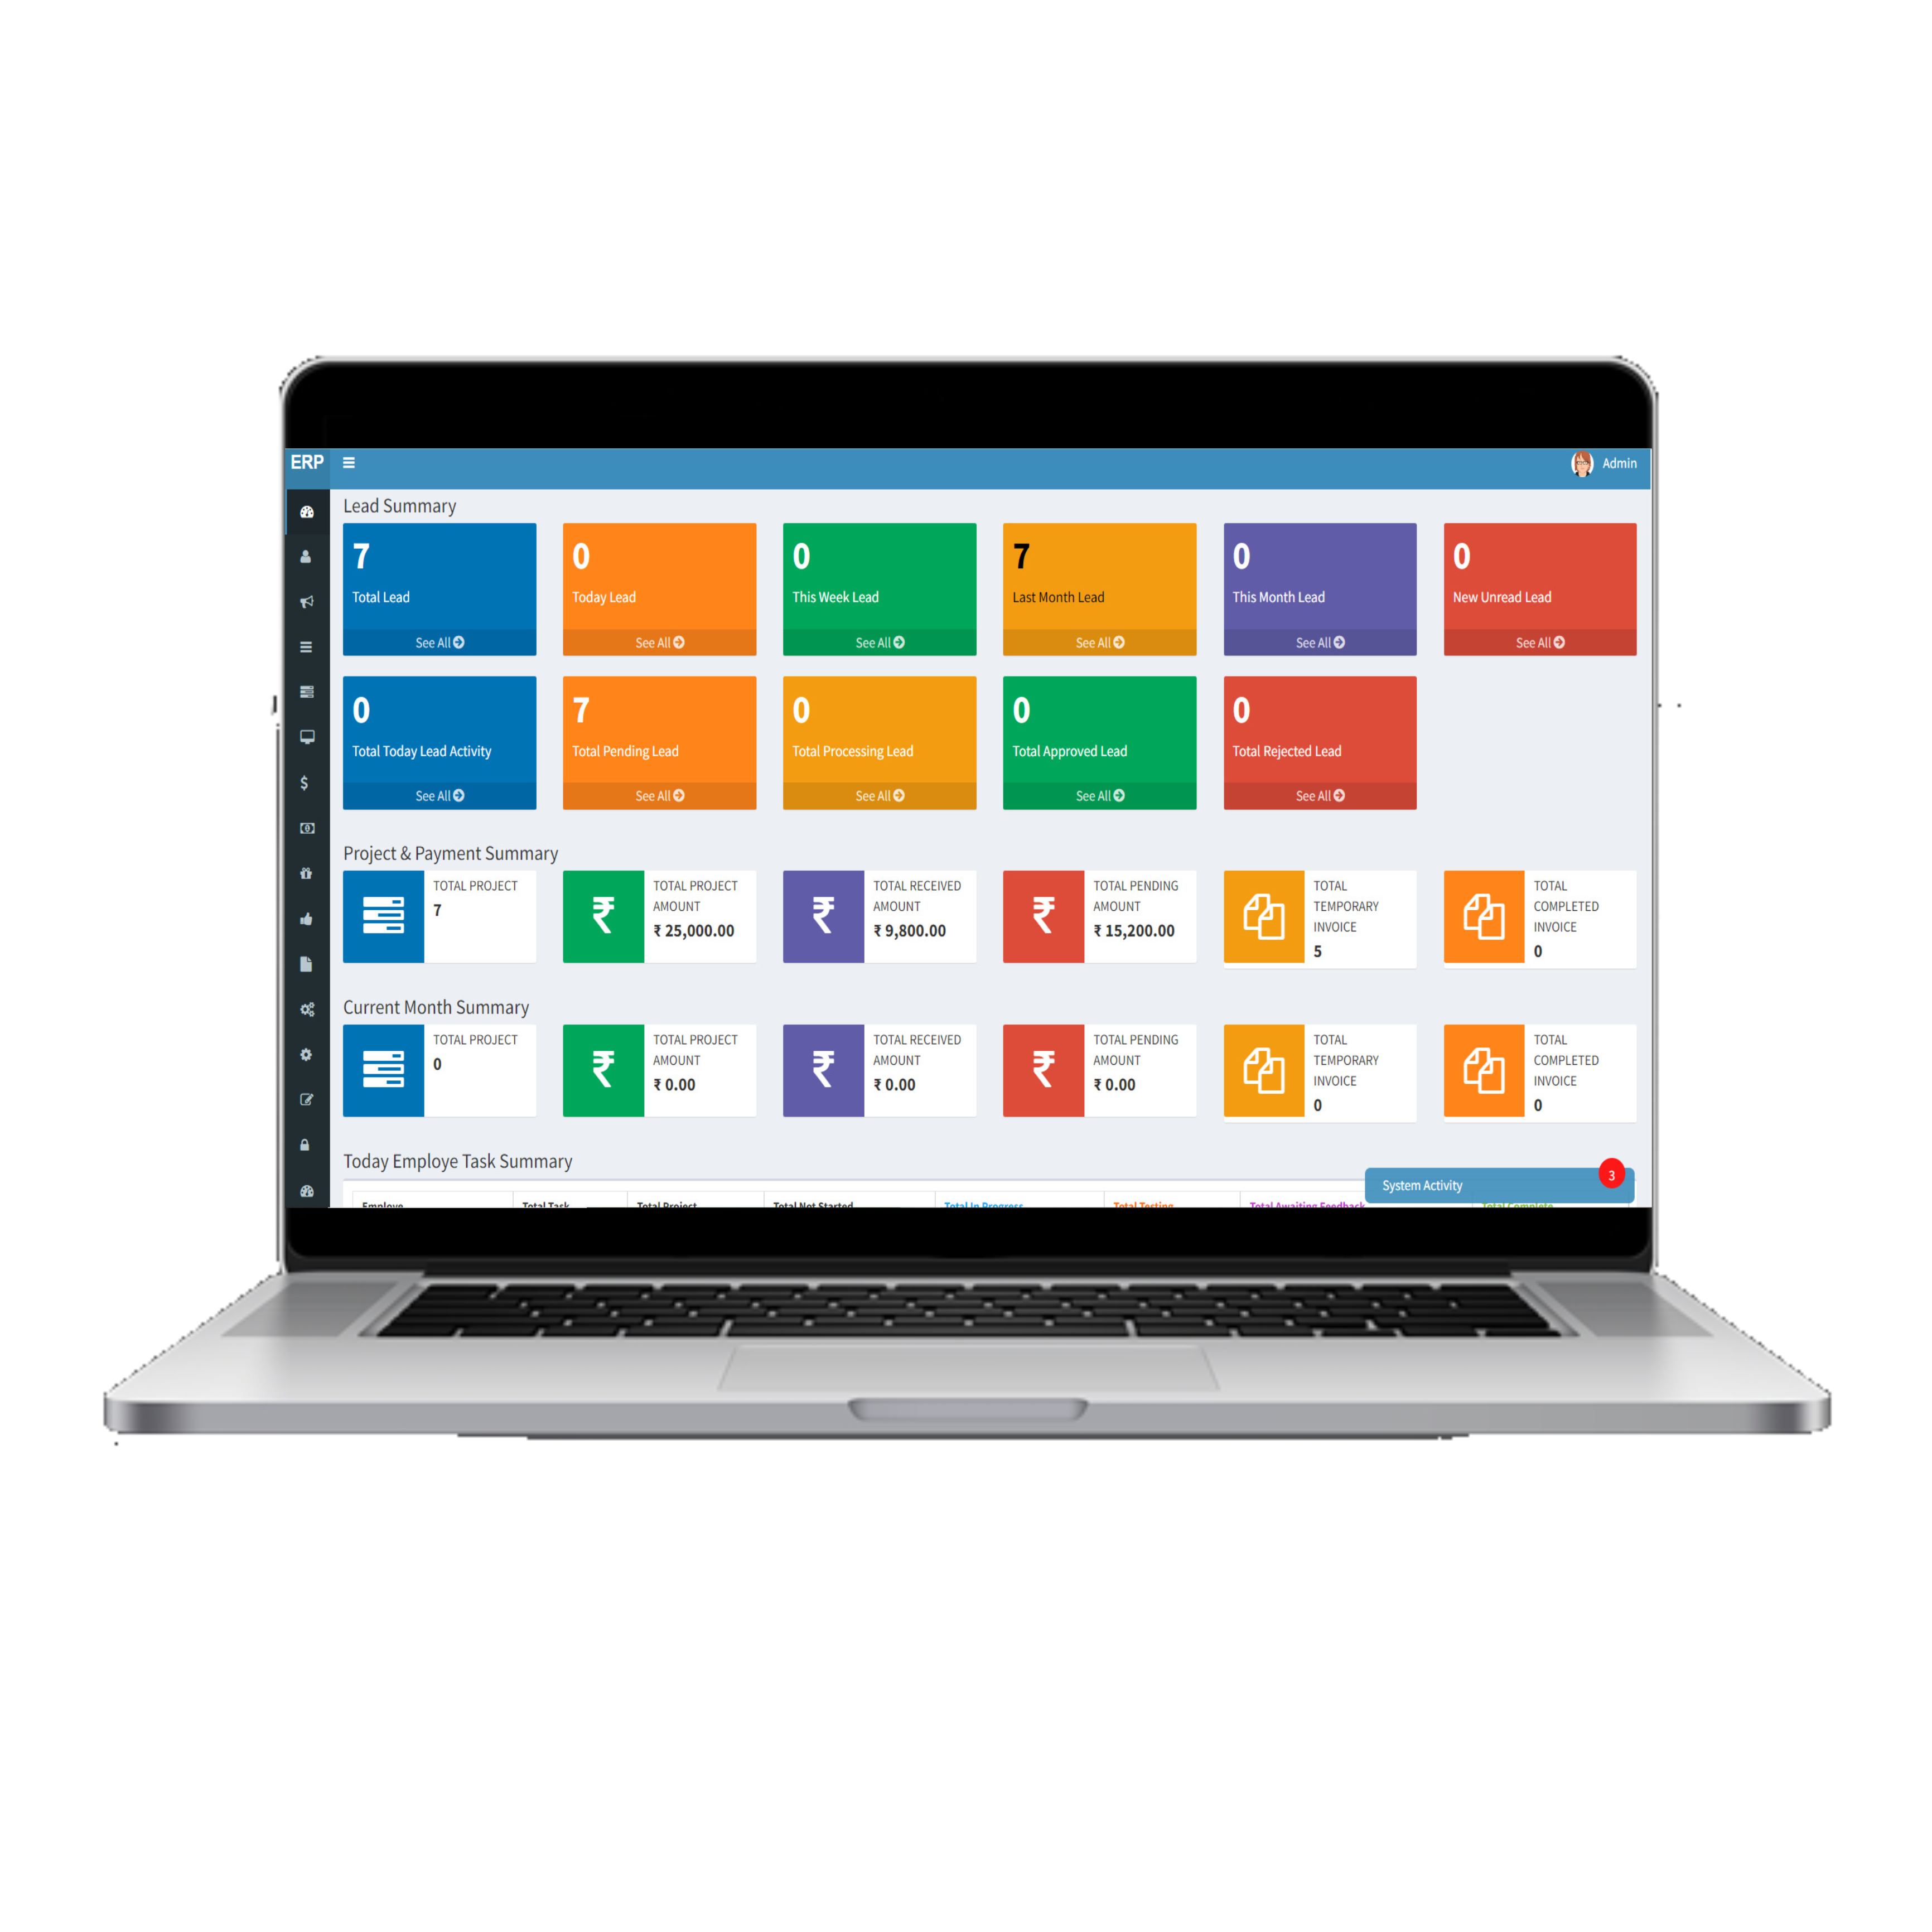 ERP
Admin
Lead Summary
7
Total Lead
See All
0
Today Lead
See All
0
This Week Lead
See All
7
Last Month Lead
See All
0
This Month Lead
See All
0
New Unread Lead
See All
0
Total Today Lead Activity
See All
7
Total Pending Lead
See All
0
Total Processing Lead
See All
0
Total Approved Lead
See All
0
Total Rejected Lead
See All
Project & Payment Summary
TOTAL PROJECT
7
TOTAL PROJECT
AMOUNT
₹ 25,000.00
TOTAL RECEIVED
AMOUNT
₹ 9,800.00
TOTAL PENDING
AMOUNT
₹ 15,200.00
TOTAL
TEMPORARY
INVOICE
5
TOTAL
COMPLETED
INVOICE
0
Current Month Summary
TOTAL PROJECT
0
TOTAL PROJECT
AMOUNT
₹ 0.00
TOTAL RECEIVED
AMOUNT
₹ 0.00
TOTAL PENDING
AMOUNT
₹ 0.00
TOTAL
TEMPORARY
INVOICE
0
TOTAL
COMPLETED
INVOICE
0
Today Employe Task Summary
System Activity
3
Employe
Total Task
Total Project
Total Not Started
Total In Progress
Total Testing
Total Awaiting Feedback
Total Complete